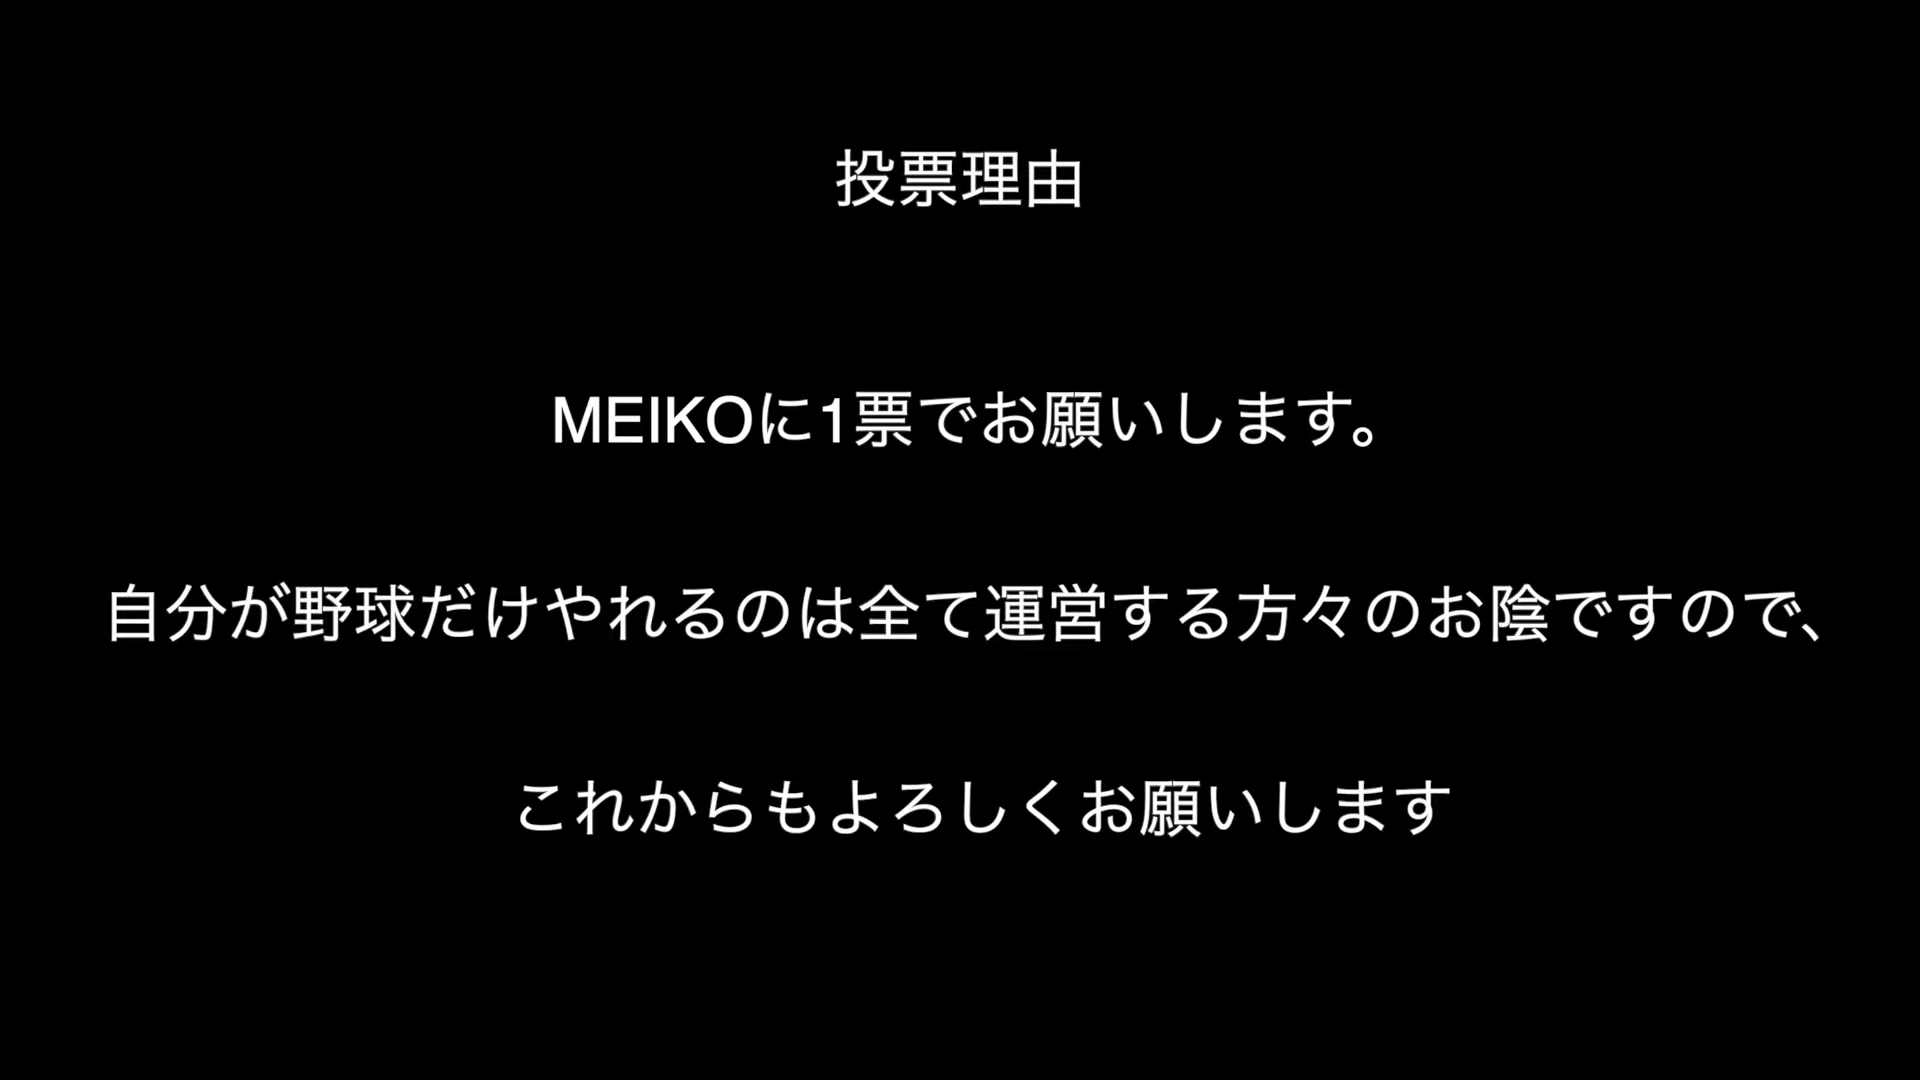 投票理由
MEIKOに1票でお願いします。
自分が野球だけやれるのは全て運営する方々のお陰ですので、
これからもよろしくお願いします